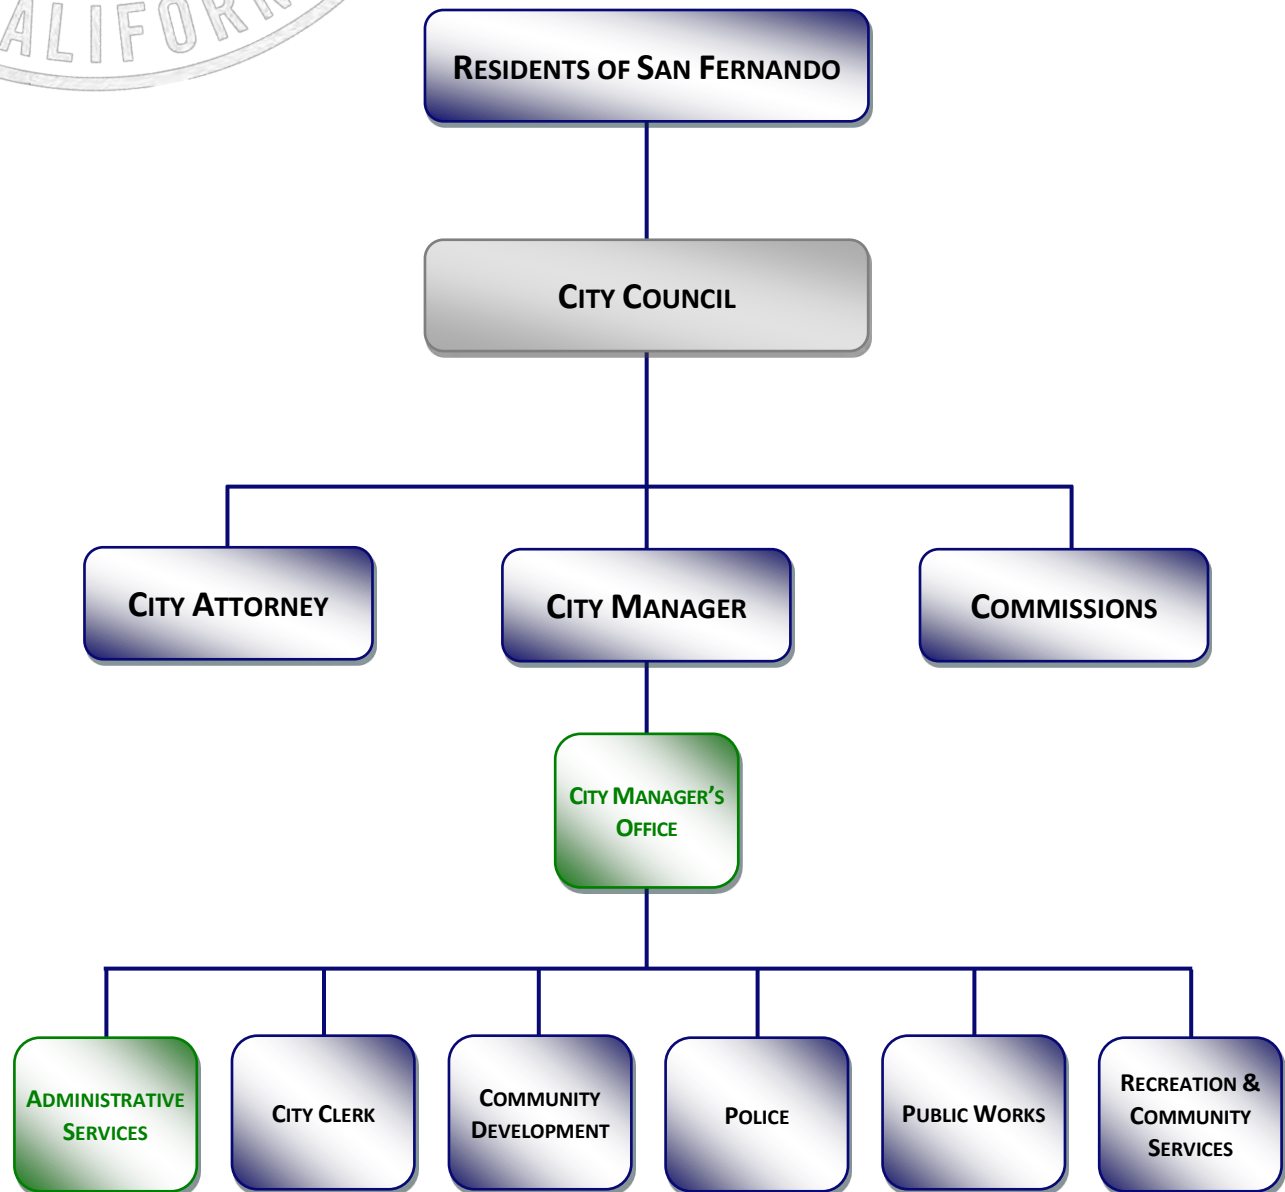 ALIFORN
RESIDENTS OF SAN FERNANDO
CITY COUNCIL
CITY ATTORNEY
CITY MANAGER
COMMISSIONS
CITY MANAGER’S
OFFICE
ADMINISTRATIVE
SERVICES
CITY CLERK
COMMUNITY
DEVELOPMENT
POLICE
PUBLIC WORKS
RECREATION &
COMMUNITY
SERVICES